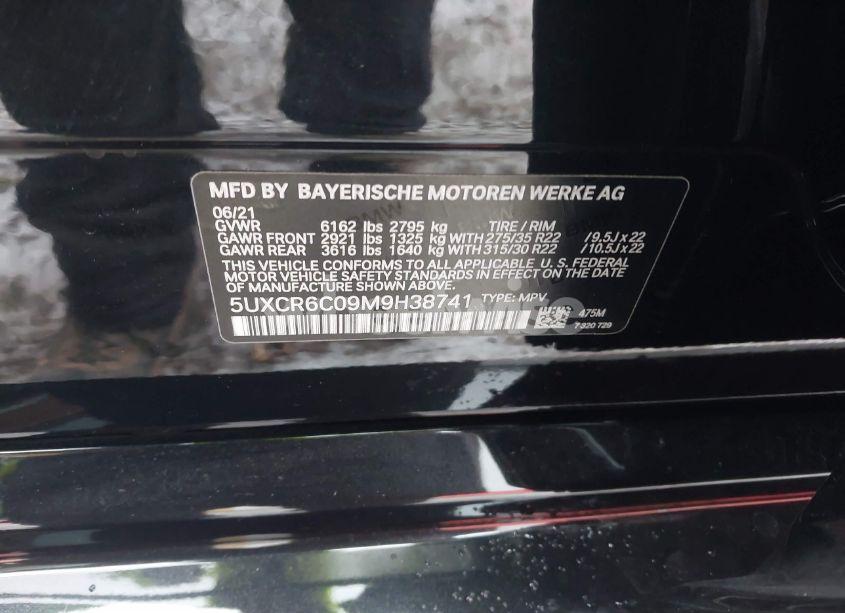 MFD BY BAYERISCHE MOTOREN WERKE AG
06/21
GVWR 6162 lbs 2795 kg TIRE / RIM
GAWR FRONT 2921 lbs 1325 kg WITH 275/35 R22 / 9.5J x 22
GAWR REAR 3616 lbs 1640 kg WITH 315/30 R22 / 10.5J x 22
THIS VEHICLE CONFORMS TO ALL APPLICABLE U. S. FEDERAL
MOTOR VEHICLE SAFETY STANDARDS IN EFFECT ON THE DATE
OF MANUFACTURE SHOWN ABOVE.
5UXCR6C09M9H38741 TYPE: MPV
475M
7 320 729